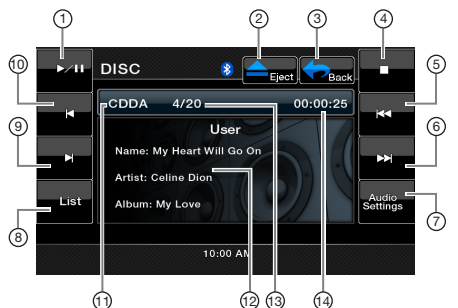 ① ② ③ ④
DISC Eject Back
⑩ ⑤
CDDA 4/20 00:00:25
User
⑨ Name: My Heart Will Go On ⑥
Artist: Celine Dion
List Audio Settings
⑧ Album: My Love ⑦
10:00 AM
⑪ ⑫ ⑬ ⑭